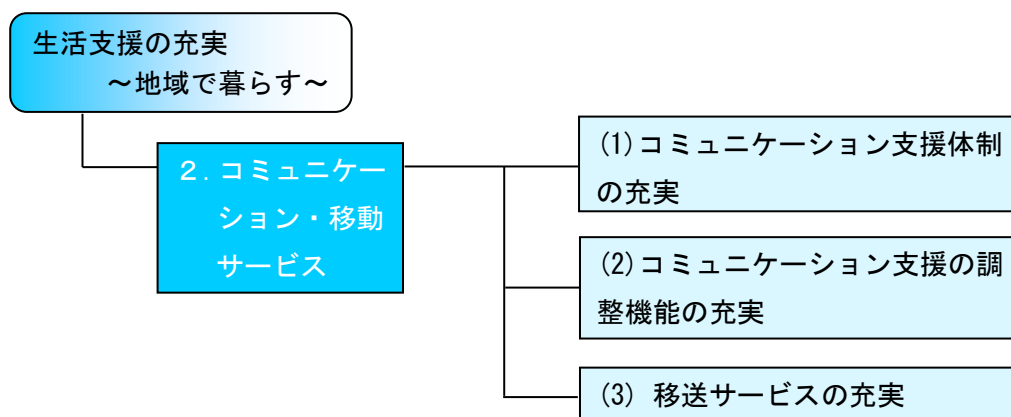 生活支援の充実
～地域で暮らす～
２．コミュニケー
ション・移動
サービス
(1)コミュニケーション支援体制
の充実
(2)コミュニケーション支援の調
整機能の充実
(3) 移送サービスの充実